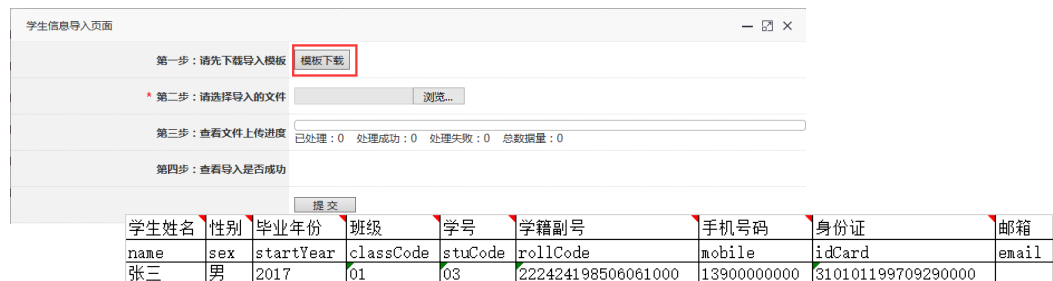 学生信息导入页面
第一步：请先下载导入模板 模板下载
* 第二步：请选择导入的文件 浏览...
第三步：查看文件上传进度
已处理：0 处理成功：0 处理失败：0 总数据量：0
第四步：查看导入是否成功
提 交
学生姓名 性别 毕业年份 班级 学号 学籍副号 手机号码 身份证 邮箱
name sex startYear classCode stuCode rollCode mobile idCard email
张三 男 2017 01 03 222424198506061000 13900000000 310101199709290000